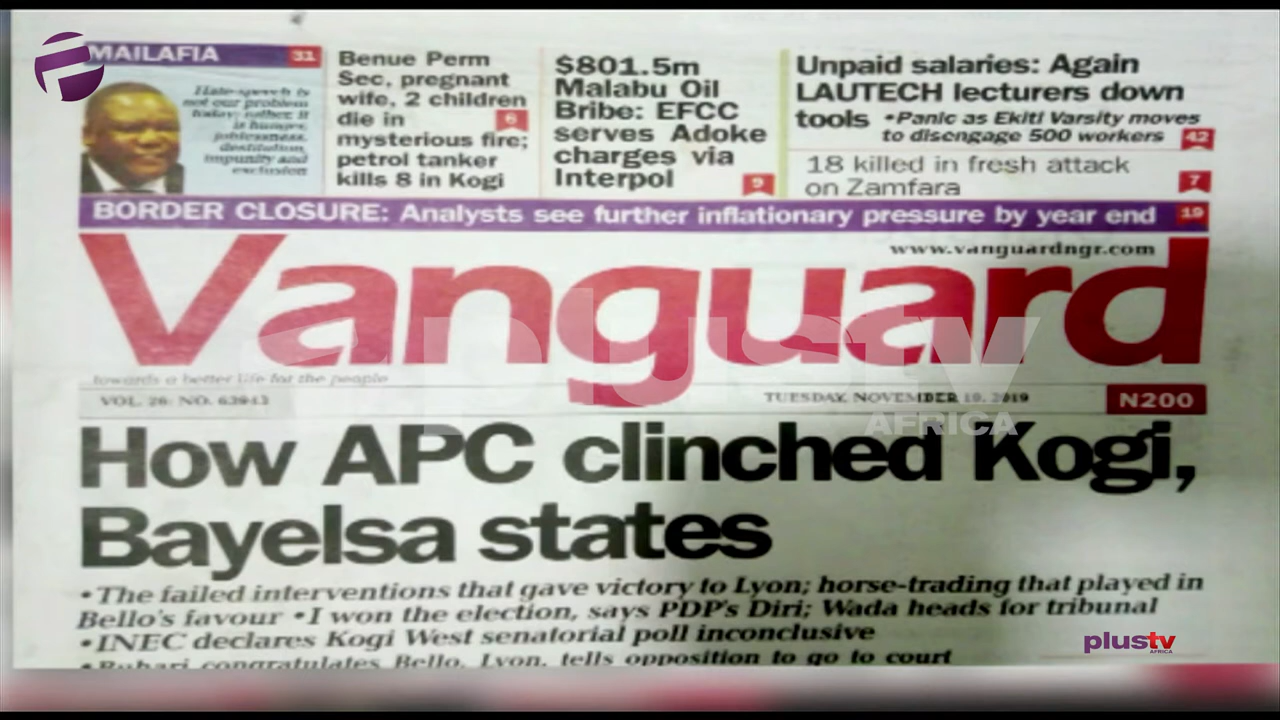 MAILAFIA 31
Hate-speech is
not our problem
today; rather, it
is hunger,
joblessness,
destitution,
impunity and
exclusion
Benue Perm
Sec, pregnant
wife, 2 children
die in 6
mysterious fire;
petrol tanker
kills 8 in Kogi
$801.5m
Malabu Oil
Bribe: EFCC
serves Adoke
charges via
Interpol 9
Unpaid salaries: Again
LAUTECH lecturers down
tools •Panic as Ekiti Varsity moves
to disengage 500 workers 42
18 killed in fresh attack
on Zamfara 7
BORDER CLOSURE: Analysts see further inflationary pressure by year end 19
www.vanguardngr.com
Vanguard
towards a better life for the people
plustv
AFRICA
VOL. 26: NO. 63943
TUESDAY, NOVEMBER 19, 2019
N200
How APC clinched Kogi,
Bayelsa states
•The failed interventions that gave victory to Lyon; horse-trading that played in
Bello's favour •I won the election, says PDP's Diri; Wada heads for tribunal
•INEC declares Kogi West senatorial poll inconclusive
•Buhari congratulates Bello, Lyon, tells opposition to go to court
plustv
AFRICA